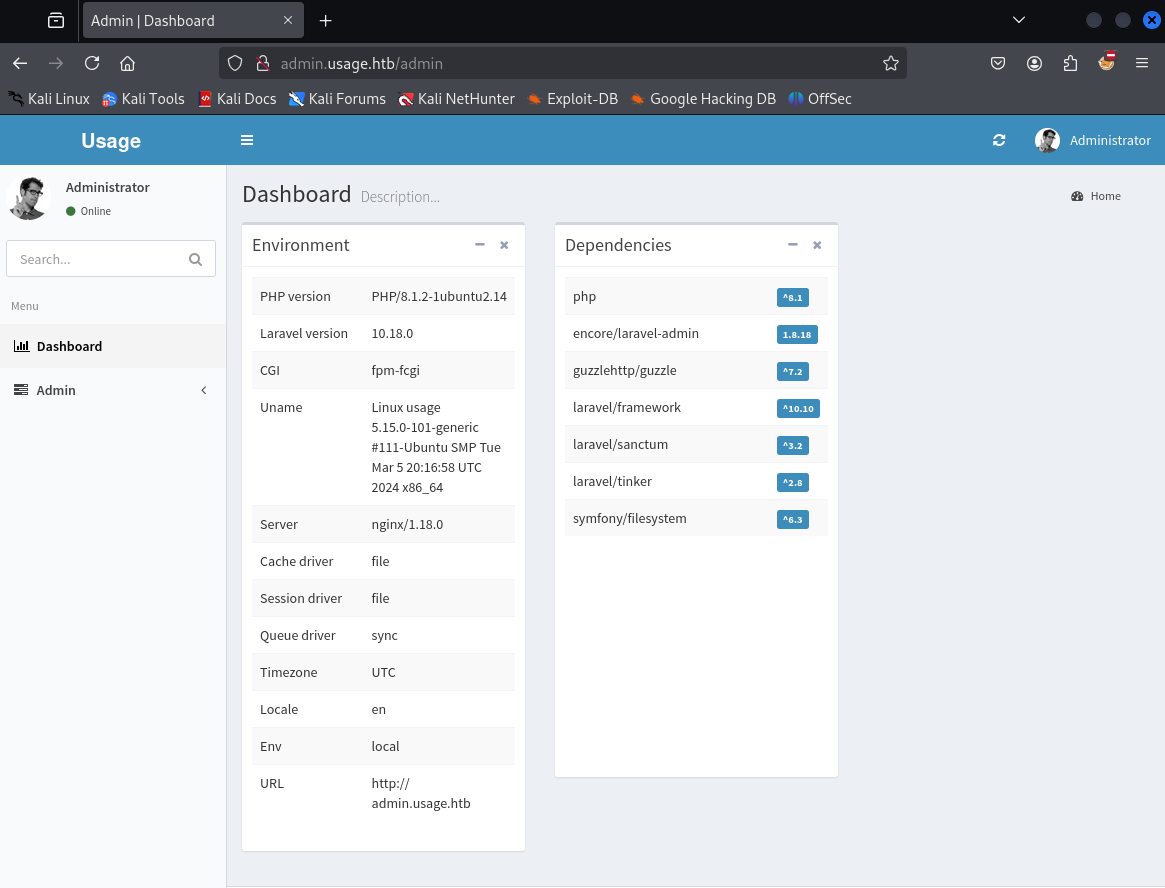 Admin | Dashboard
admin.usage.htb/admin
Kali Linux Kali Tools Kali Docs Kali Forums Kali NetHunter Exploit-DB Google Hacking DB OffSec
Usage
Administrator
Administrator
Online
Search...
Menu
Dashboard
Admin
Dashboard Description...
Home
Environment
PHP version PHP/8.1.2-1ubuntu2.14
Laravel version 10.18.0
CGI fpm-fcgi
Uname Linux usage
5.15.0-101-generic
#111-Ubuntu SMP Tue
Mar 5 20:16:58 UTC
2024 x86_64
Server nginx/1.18.0
Cache driver file
Session driver file
Queue driver sync
Timezone UTC
Locale en
Env local
URL http://
admin.usage.htb
Dependencies
php ^8.1
encore/laravel-admin 1.8.18
guzzlehttp/guzzle ^7.2
laravel/framework ^10.10
laravel/sanctum ^3.2
laravel/tinker ^2.8
symfony/filesystem ^6.3